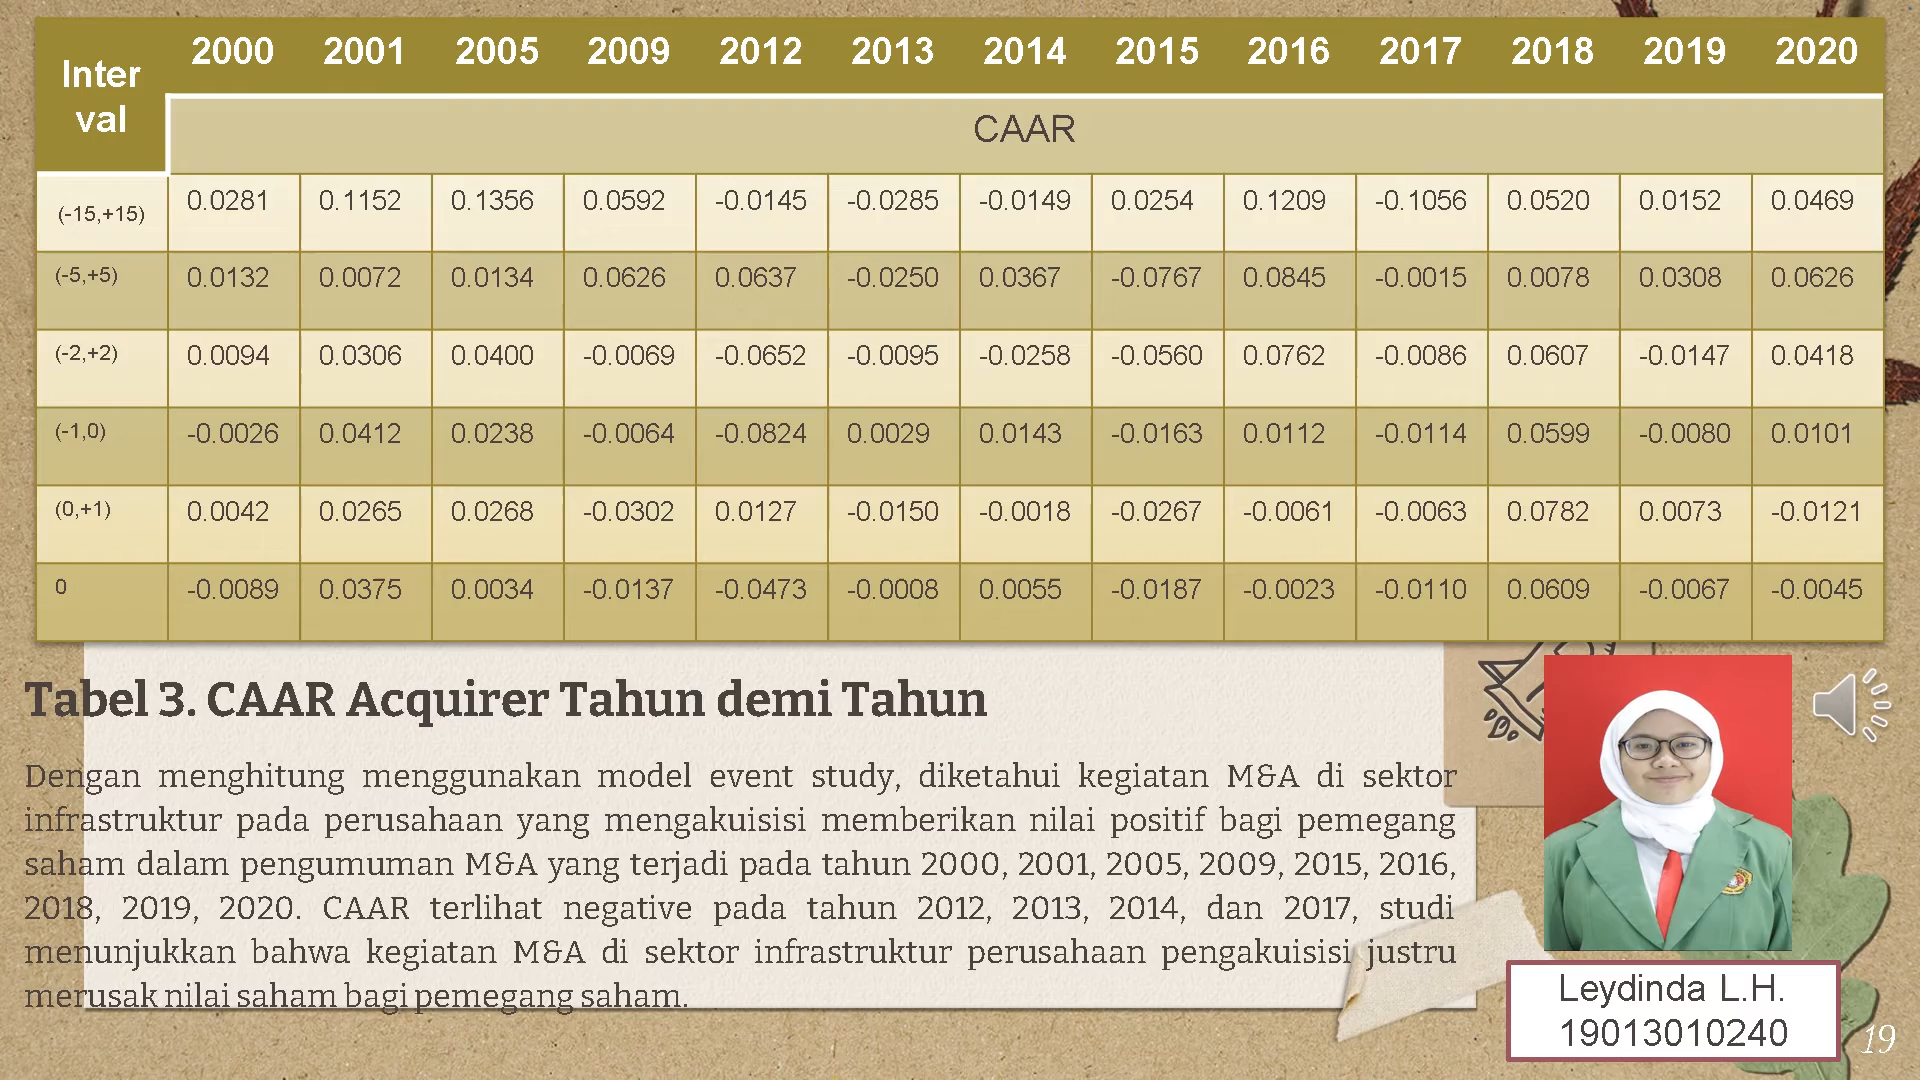 Inter
val
2000 2001 2005 2009 2012 2013 2014 2015 2016 2017 2018 2019 2020
CAAR
(-15,+15) 0.0281 0.1152 0.1356 0.0592 -0.0145 -0.0285 -0.0149 0.0254 0.1209 -0.1056 0.0520 0.0152 0.0469
(-5,+5) 0.0132 0.0072 0.0134 0.0626 0.0637 -0.0250 0.0367 -0.0767 0.0845 -0.0015 0.0078 0.0308 0.0626
(-2,+2) 0.0094 0.0306 0.0400 -0.0069 -0.0652 -0.0095 -0.0258 -0.0560 0.0762 -0.0086 0.0607 -0.0147 0.0418
(-1,0) -0.0026 0.0412 0.0238 -0.0064 -0.0824 0.0029 0.0143 -0.0163 0.0112 -0.0114 0.0599 -0.0080 0.0101
(0,+1) 0.0042 0.0265 0.0268 -0.0302 0.0127 -0.0150 -0.0018 -0.0267 -0.0061 -0.0063 0.0782 0.0073 -0.0121
0 -0.0089 0.0375 0.0034 -0.0137 -0.0473 -0.0008 0.0055 -0.0187 -0.0023 -0.0110 0.0609 -0.0067 -0.0045
Tabel 3. CAAR Acquirer Tahun demi Tahun
Dengan menghitung menggunakan model event study, diketahui kegiatan M&A di sektor
infrastruktur pada perusahaan yang mengakuisisi memberikan nilai positif bagi pemegang
saham dalam pengumuman M&A yang terjadi pada tahun 2000, 2001, 2005, 2009, 2015, 2016,
2018, 2019, 2020. CAAR terlihat negative pada tahun 2012, 2013, 2014, dan 2017, studi
menunjukkan bahwa kegiatan M&A di sektor infrastruktur perusahaan pengakuisisi justru
merusak nilai saham bagi pemegang saham.
Leydinda L.H.
19013010240
19